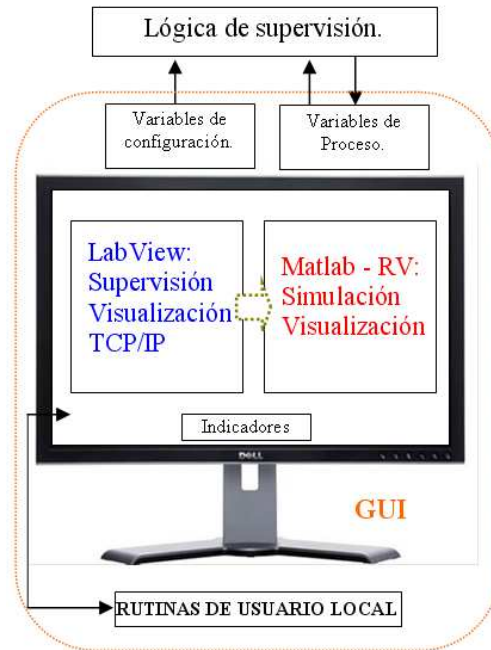 Lógica de supervisión.
Variables de
configuración.
Variables de
Proceso.
LabView:
Supervisión
Visualización
TCP/IP
Matlab - RV:
Simulación
Visualización
Indicadores
DELL
GUI
RUTINAS DE USUARIO LOCAL